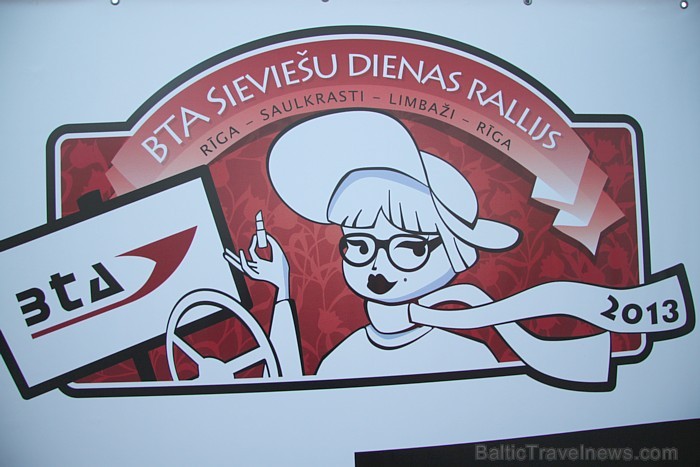 BTA SIEVIEŠU DIENAS RALLIJS
RĪGA – SAULKRASTI – LIMBAŽI – RĪGA
BTA
2013
BalticTravelnews.com